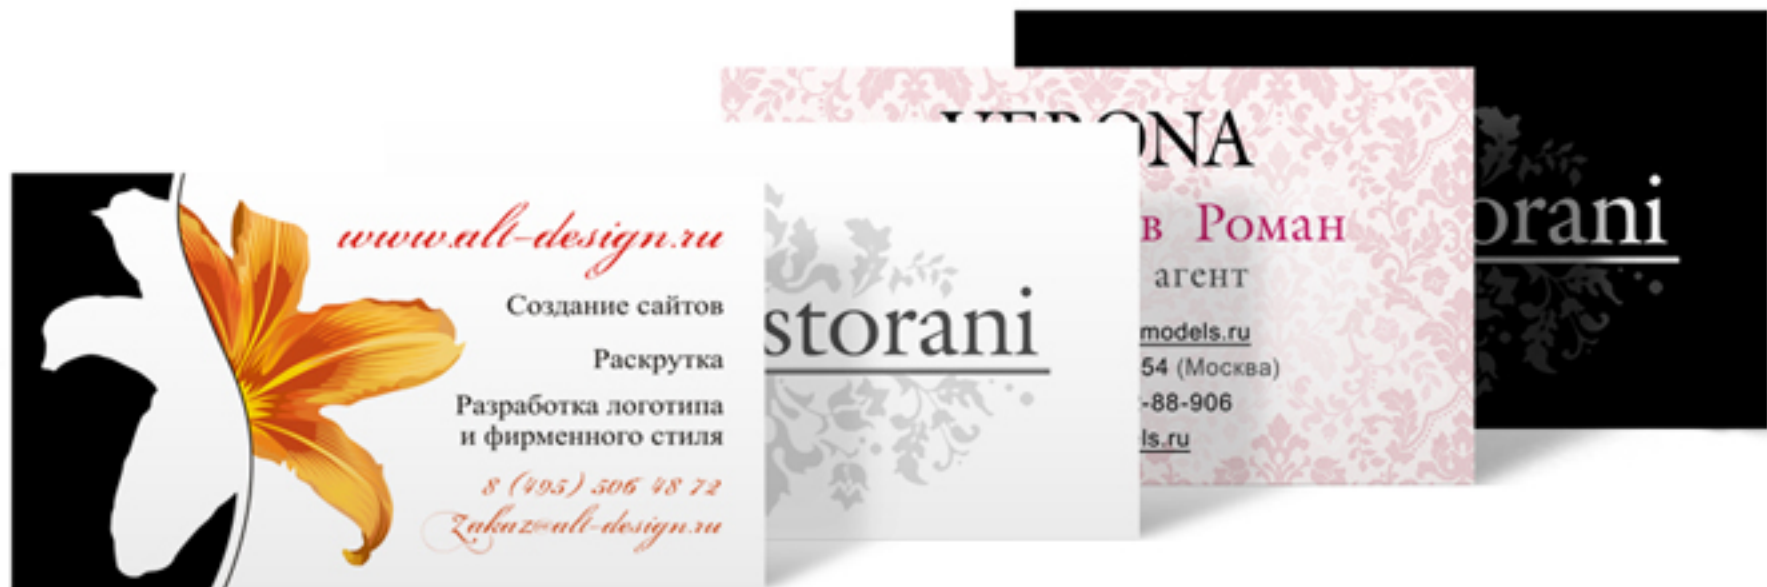 www.alt-design.ru
Создание сайтов
Раскрутка
Разработка логотипа
и фирменного стиля
8 (495) 506 48 72
zakaz@alt-design.ru
storani
VERONA
в Роман
агент
models.ru
54 (Москва)
-88-906
ls.ru
orani